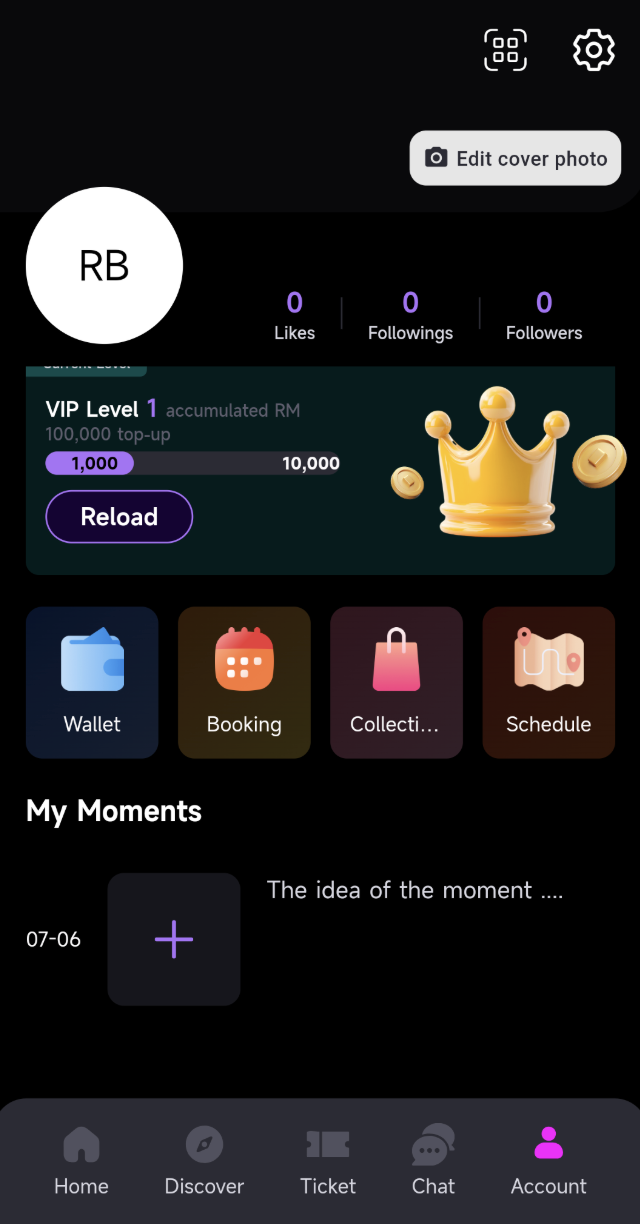 Edit cover photo
RB
0
0
0
Likes
Followings
Followers
Current Level
VIP Level 1 accumulated RM
100,000 top-up
1,000
10,000
Reload
Wallet
Booking
Collecti...
Schedule
My Moments
The idea of the moment ....
07-06
Home
Discover
Ticket
Chat
Account